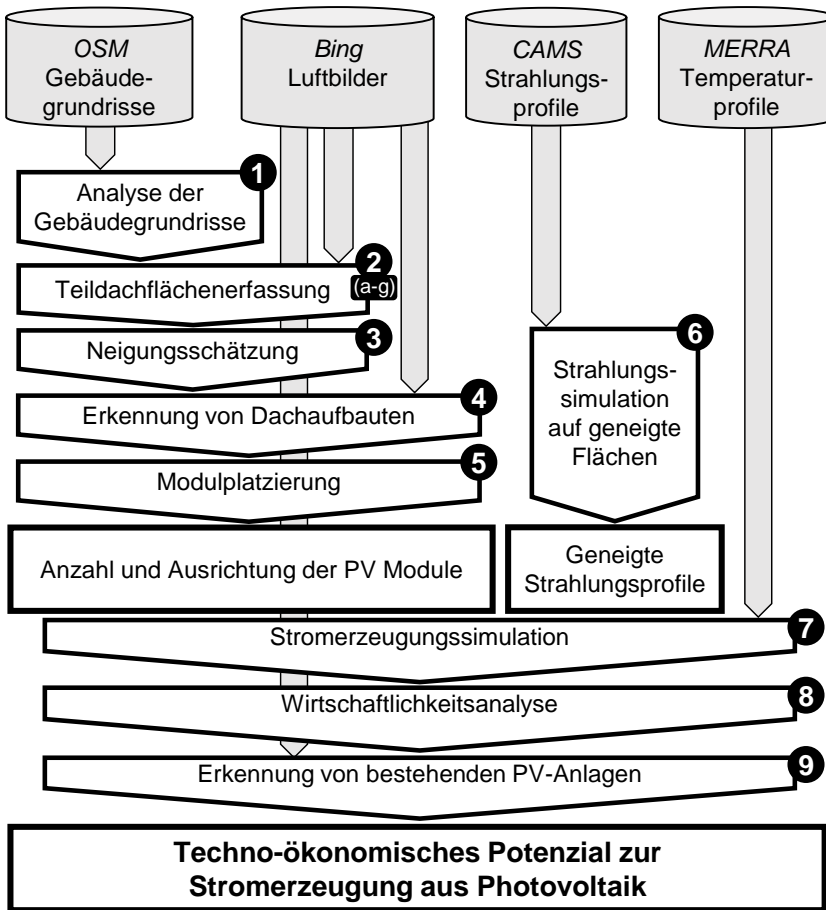 OSM
Gebäude-
grundrisse
Bing
Luftbilder
CAMS
Strahlungs-
profile
MERRA
Temperatur-
profile
1
Analyse der
Gebäudegrundrisse
2
(a-g)
Teildachflächenerfassung
3
Neigungsschätzung
4
Erkennung von Dachaufbauten
5
Modulplatzierung
6
Strahlungs-
simulation
auf geneigte
Flächen
Anzahl und Ausrichtung der PV Module
Geneigte
Strahlungsprofile
7
Stromerzeugungssimulation
8
Wirtschaftlichkeitsanalyse
9
Erkennung von bestehenden PV-Anlagen
Techno-ökonomisches Potenzial zur
Stromerzeugung aus Photovoltaik